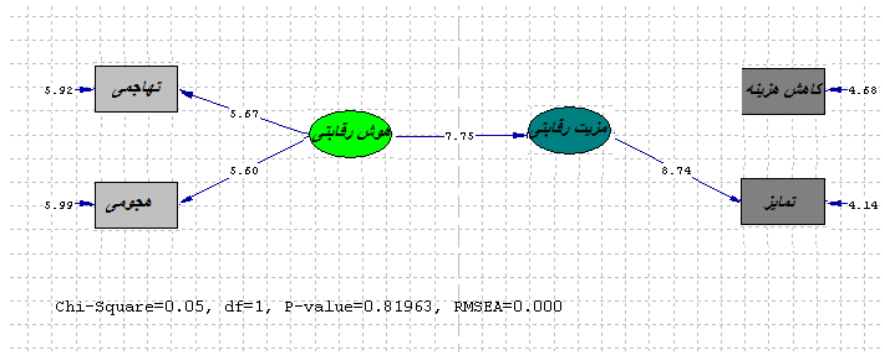 5.92
تهاجمی
5.67
هوش رقابتی
7.75
مزیت رقابتی
کاهش هزینه
4.68
5.60
8.74
5.99
هجومی
تمایز
4.14
Chi-Square=0.05, df=1, P-value=0.81963, RMSEA=0.000